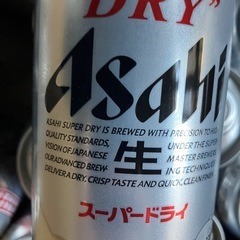 DRY"
Asahi
ASAHI SUPER DRY IS BREWED WITH PRECISION TO HIG
QUALITY STANDARDS, UNDER THE SUPER
VISION OF JAPANESE MASTER BREWERS
OUR ADVANCED BREW- ING TECHNIQUES
生
DELIVER A DRY, CRISP TASTE AND QUICK, CLEAN FINISH
スーパードライ